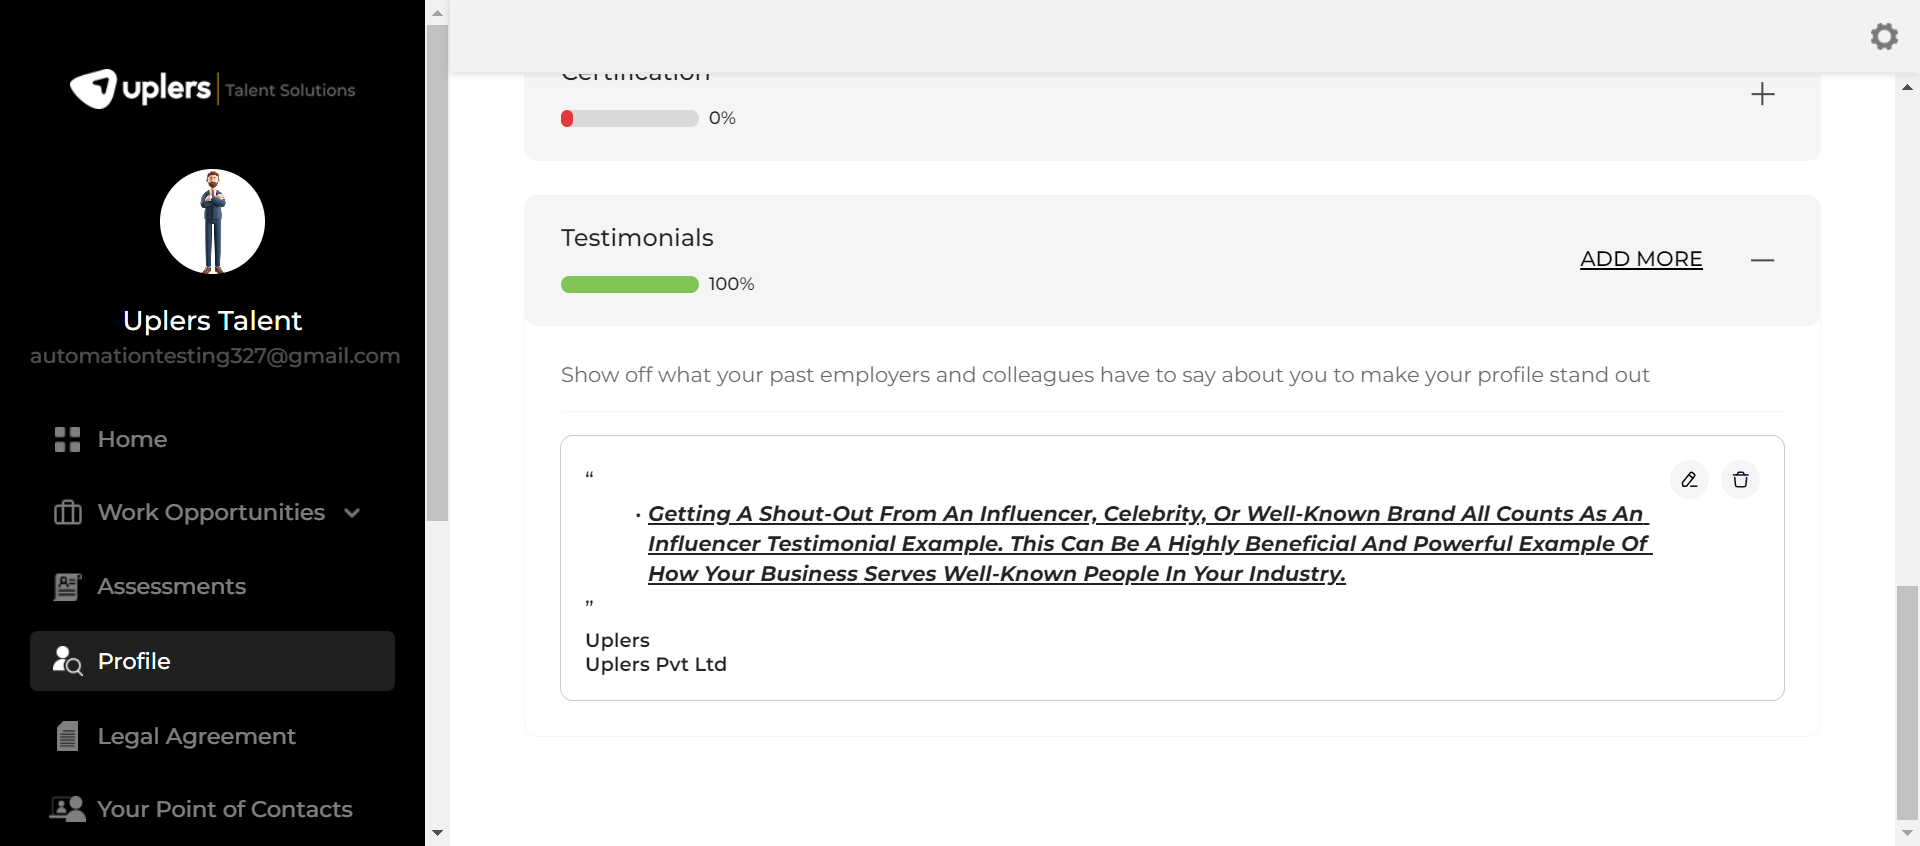 uplers | Talent Solutions
Uplers Talent
automationtesting327@gmail.com
Home
Work Opportunities
Assessments
Profile
Legal Agreement
Your Point of Contacts
Certification
0%
Testimonials
100%
ADD MORE
Show off what your past employers and colleagues have to say about you to make your profile stand out
“
• Getting A Shout-Out From An Influencer, Celebrity, Or Well-Known Brand All Counts As An
Influencer Testimonial Example. This Can Be A Highly Beneficial And Powerful Example Of
How Your Business Serves Well-Known People In Your Industry.
”
Uplers
Uplers Pvt Ltd